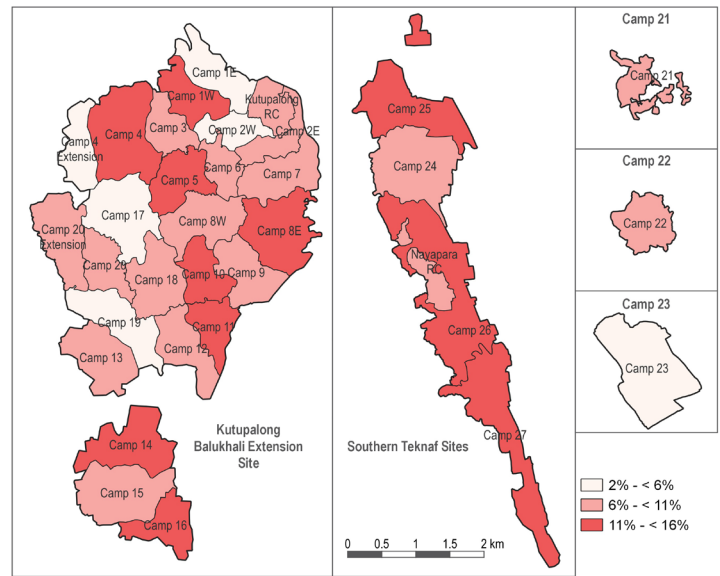 Camp 1E
Camp 1W
Kutupalong
RC
Camp 3
Camp 2W
Camp 2E
Camp 4
Camp 4
Extension
Camp 6
Camp 7
Camp 5
Camp 17
Camp 8W
Camp 8E
Camp 20
Extension
Camp 20
Camp 18
Camp 10
Camp 9
Camp 19
Camp 11
Camp 13
Camp 12
Camp 14
Camp 15
Camp 16
Kutupalong
Balukhali Extension
Site
Camp 25
Camp 24
Nayapara
RC
Camp 26
Camp 27
Southern Teknaf Sites
0 0.5 1 1.5 2 km
Camp 21
Camp 21
Camp 22
Camp 22
Camp 23
Camp 23
2% - < 6%
6% - < 11%
11% - < 16%